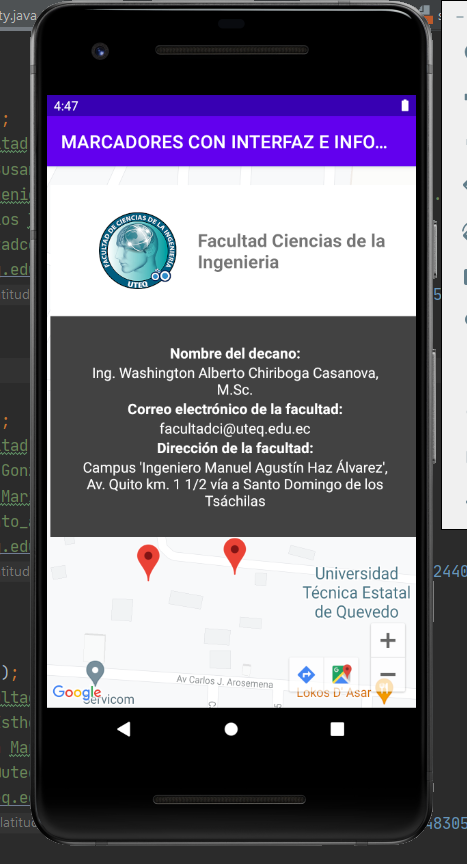 ty.java
4:47
MARCADORES CON INTERFAZ E INFO...
FACULTAD DE CIENCIAS DE LA INGENIERÍA
UTEQ
Facultad Ciencias de la
Ingenieria
Nombre del decano:
Ing. Washington Alberto Chiriboga Casanova,
M.Sc.
Correo electrónico de la facultad:
facultadci@uteq.edu.ec
Dirección de la facultad:
Campus 'Ingeniero Manuel Agustín Haz Álvarez',
Av. Quito km. 1 1/2 vía a Santo Domingo de los
Tsáchilas
Universidad
Técnica Estatal
de Quevedo
Av Carlos J. Arosemena
Google
Servicom
Lokos D' Asar